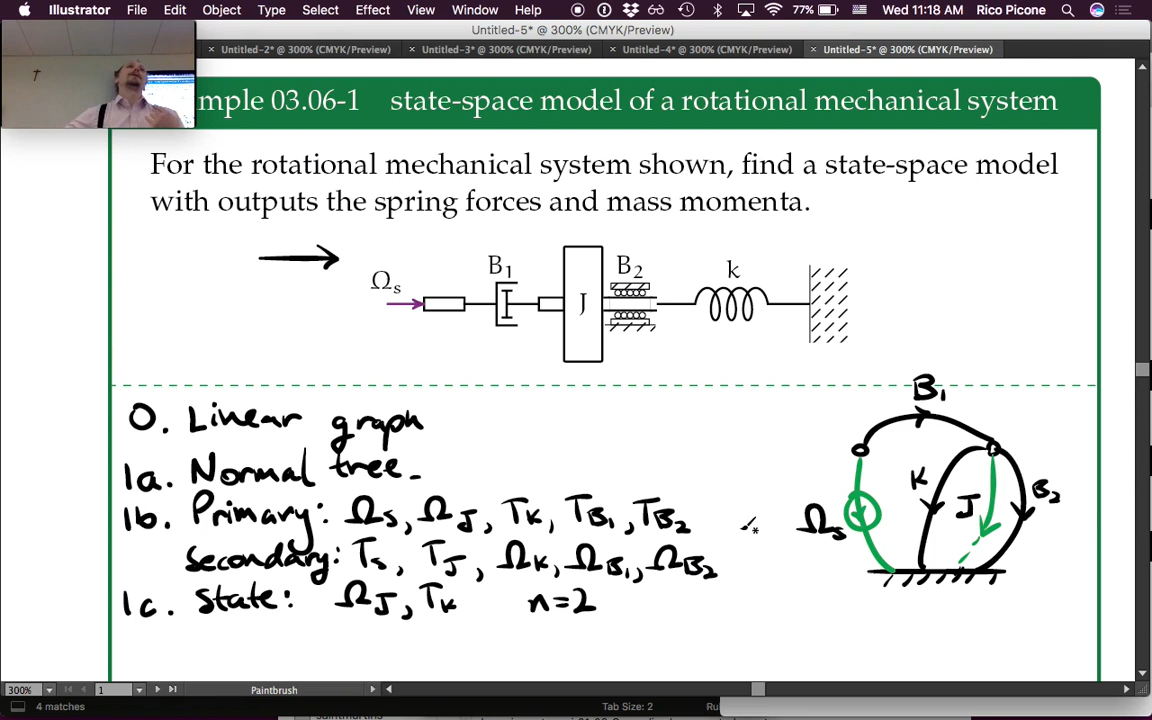 Illustrator File Edit Object Type Select Effect View Window Help 77% Wed 11:18 AM Rico Picone
Untitled-5* @ 300% (CMYK/Preview)
× Untitled-2* @ 300% (CMYK/Preview) × Untitled-3* @ 300% (CMYK/Preview) × Untitled-4* @ 300% (CMYK/Preview) × Untitled-5* @ 300% (CMYK/Preview)
mple 03.06-1 state-space model of a rotational mechanical system
For the rotational mechanical system shown, find a state-space model
with outputs the spring forces and mass momenta.
Ωs B1 J B2 k
0. Linear graph
1a. Normal tree.
1b. Primary: ΩS, ΩJ, TK, TB1, TB2
secondary: Ts, TJ, ΩK, ΩB1, ΩB2
1c. State: ΩJ, TK n=2
B1
K J B2
Ωs
300% 1 Paintbrush
4 matches Tab Size: 2 Ru